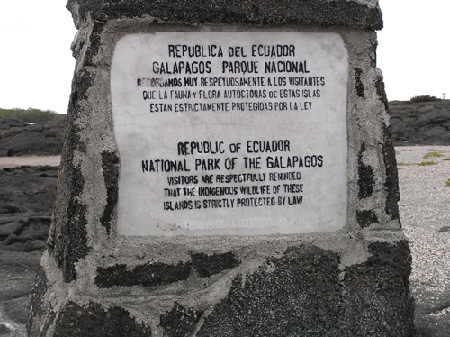 REPUBLICA DEL ECUADOR
GALAPAGOS PARQUE NACIONAL
RECORDAMOS MUY RESPETUOSAMENTE A LOS VISITANTES
QUE LA FAUNA Y FLORA AUTOCTONAS DE ESTAS ISLAS
ESTAN ESTRICTAMENTE PROTEGIDAS POR LA LEY
REPUBLIC OF ECUADOR
NATIONAL PARK OF THE GALAPAGOS
VISITORS ARE RESPECTFULLY REMINDED
THAT THE INDIGENOUS WILDLIFE OF THESE
ISLANDS IS STRICTLY PROTECTED BY LAW